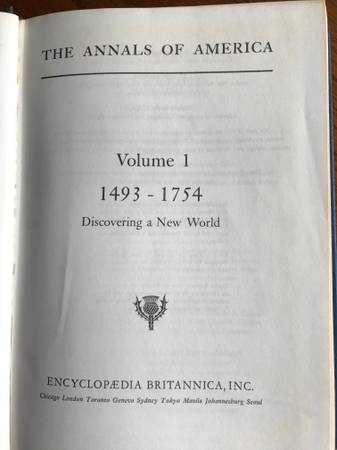 THE ANNALS OF AMERICA
Volume 1
1493 - 1754
Discovering a New World
ENCYCLOPÆDIA BRITANNICA, INC.
Chicago London Toronto Geneva Sydney Tokyo Manila Johannesburg Seoul